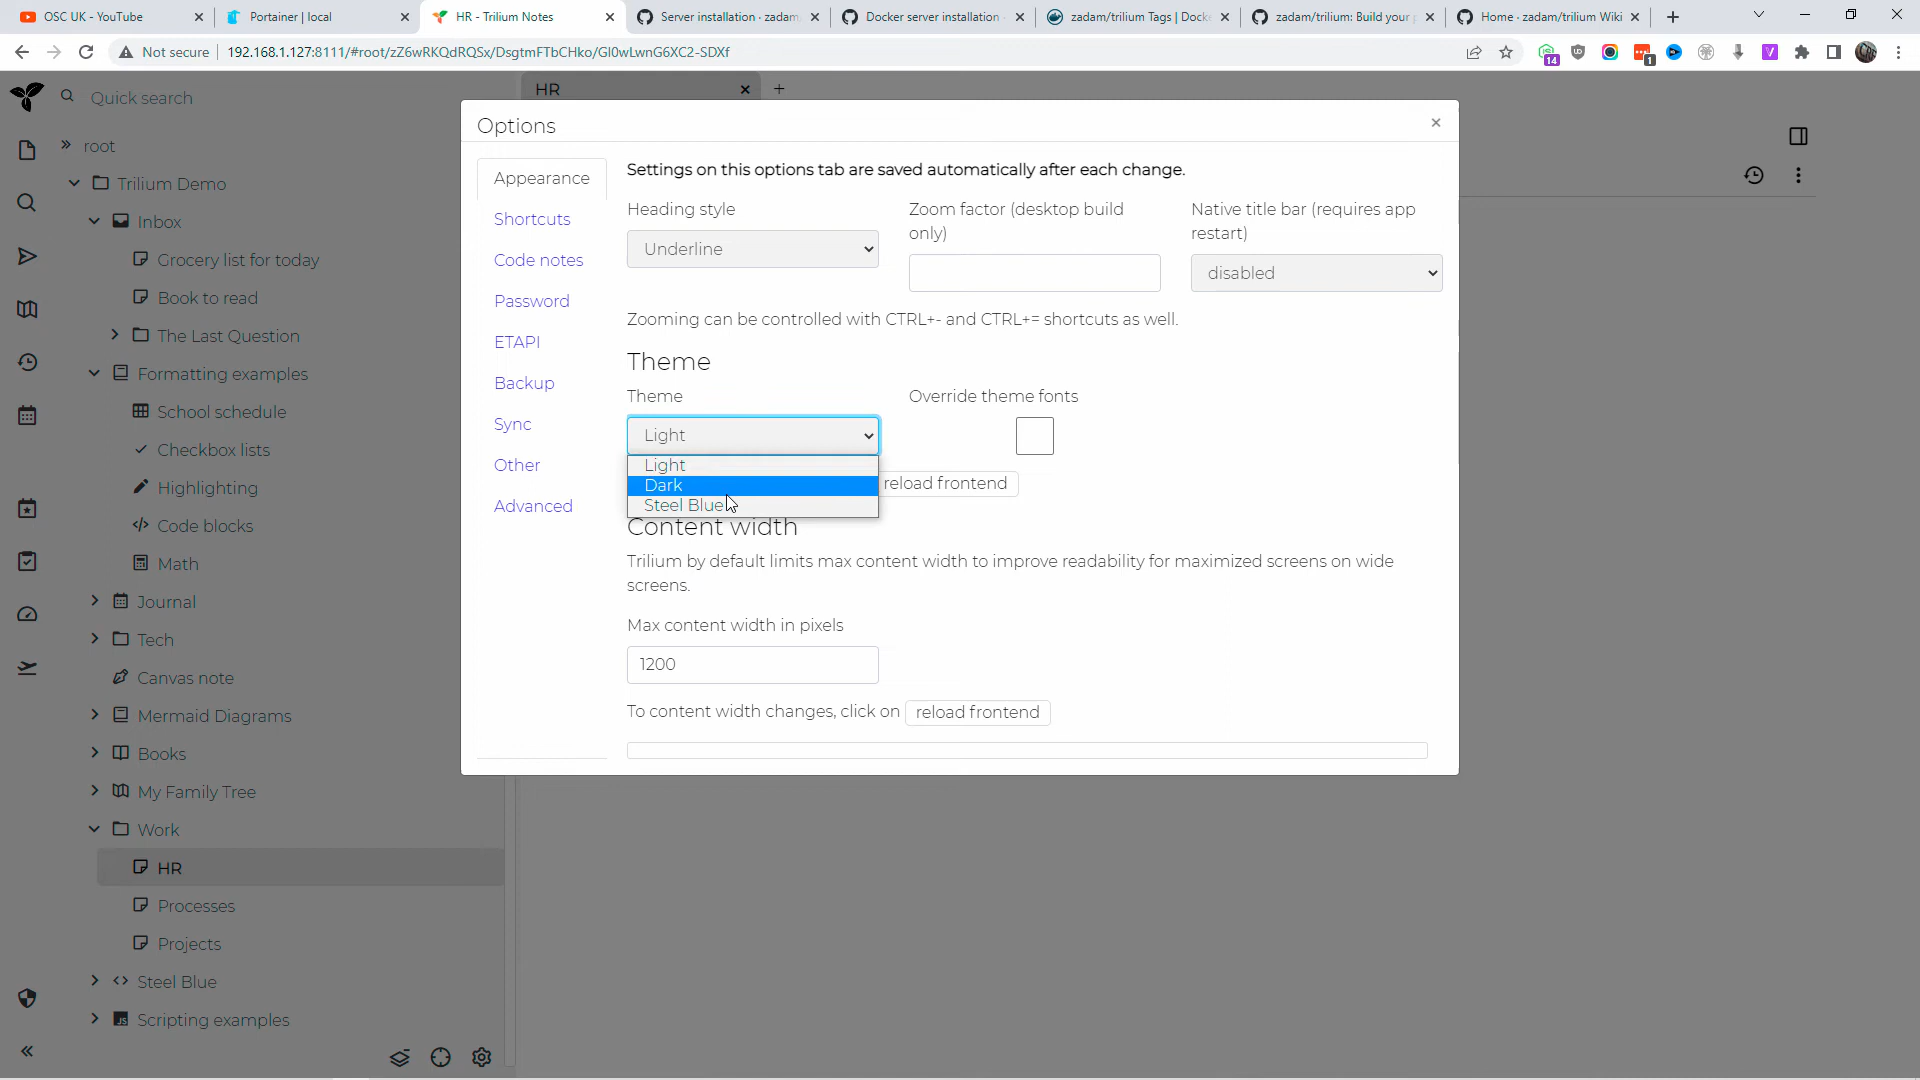 OSC UK - YouTube
Portainer | local
HR - Trilium Notes
Server installation · zadam
Docker server installation ·
zadam/trilium Tags | Docke
zadam/trilium: Build your p
Home · zadam/trilium Wiki
Not secure
192.168.1.127:8111/#root/zZ6wRKQdRQSx/DsgtmFTbCHko/GI0wLwnG6XC2-SDXf
14
1
Quick search
HR
root
Trilium Demo
Inbox
Grocery list for today
Book to read
The Last Question
Formatting examples
School schedule
Checkbox lists
Highlighting
Code blocks
Math
Journal
Tech
Canvas note
Mermaid Diagrams
Books
My Family Tree
Work
HR
Processes
Projects
Steel Blue
Scripting examples
Options
Appearance
Shortcuts
Code notes
Password
ETAPI
Backup
Sync
Other
Advanced
Settings on this options tab are saved automatically after each change.
Heading style
Underline
Zoom factor (desktop build
only)
Native title bar (requires app
restart)
disabled
Zooming can be controlled with CTRL+- and CTRL+= shortcuts as well.
Theme
Theme
Override theme fonts
Light
Light
Dark
Steel Blue
reload frontend
Content width
Trilium by default limits max content width to improve readability for maximized screens on wide
screens.
Max content width in pixels
1200
To content width changes, click on reload frontend